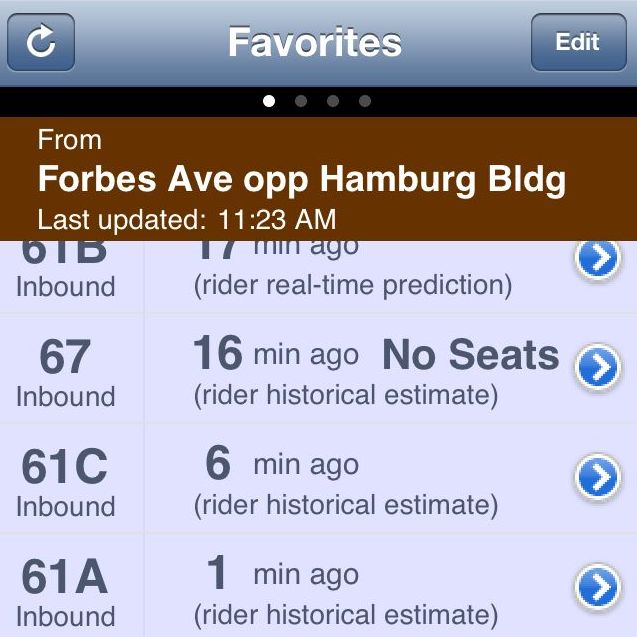 Favorites
Edit
From
Forbes Ave opp Hamburg Bldg
Last updated: 11:23 AM
61B 17 min ago
Inbound (rider real-time prediction)
67 16 min ago No Seats
Inbound (rider historical estimate)
61C 6 min ago
Inbound (rider historical estimate)
61A 1 min ago
Inbound (rider historical estimate)